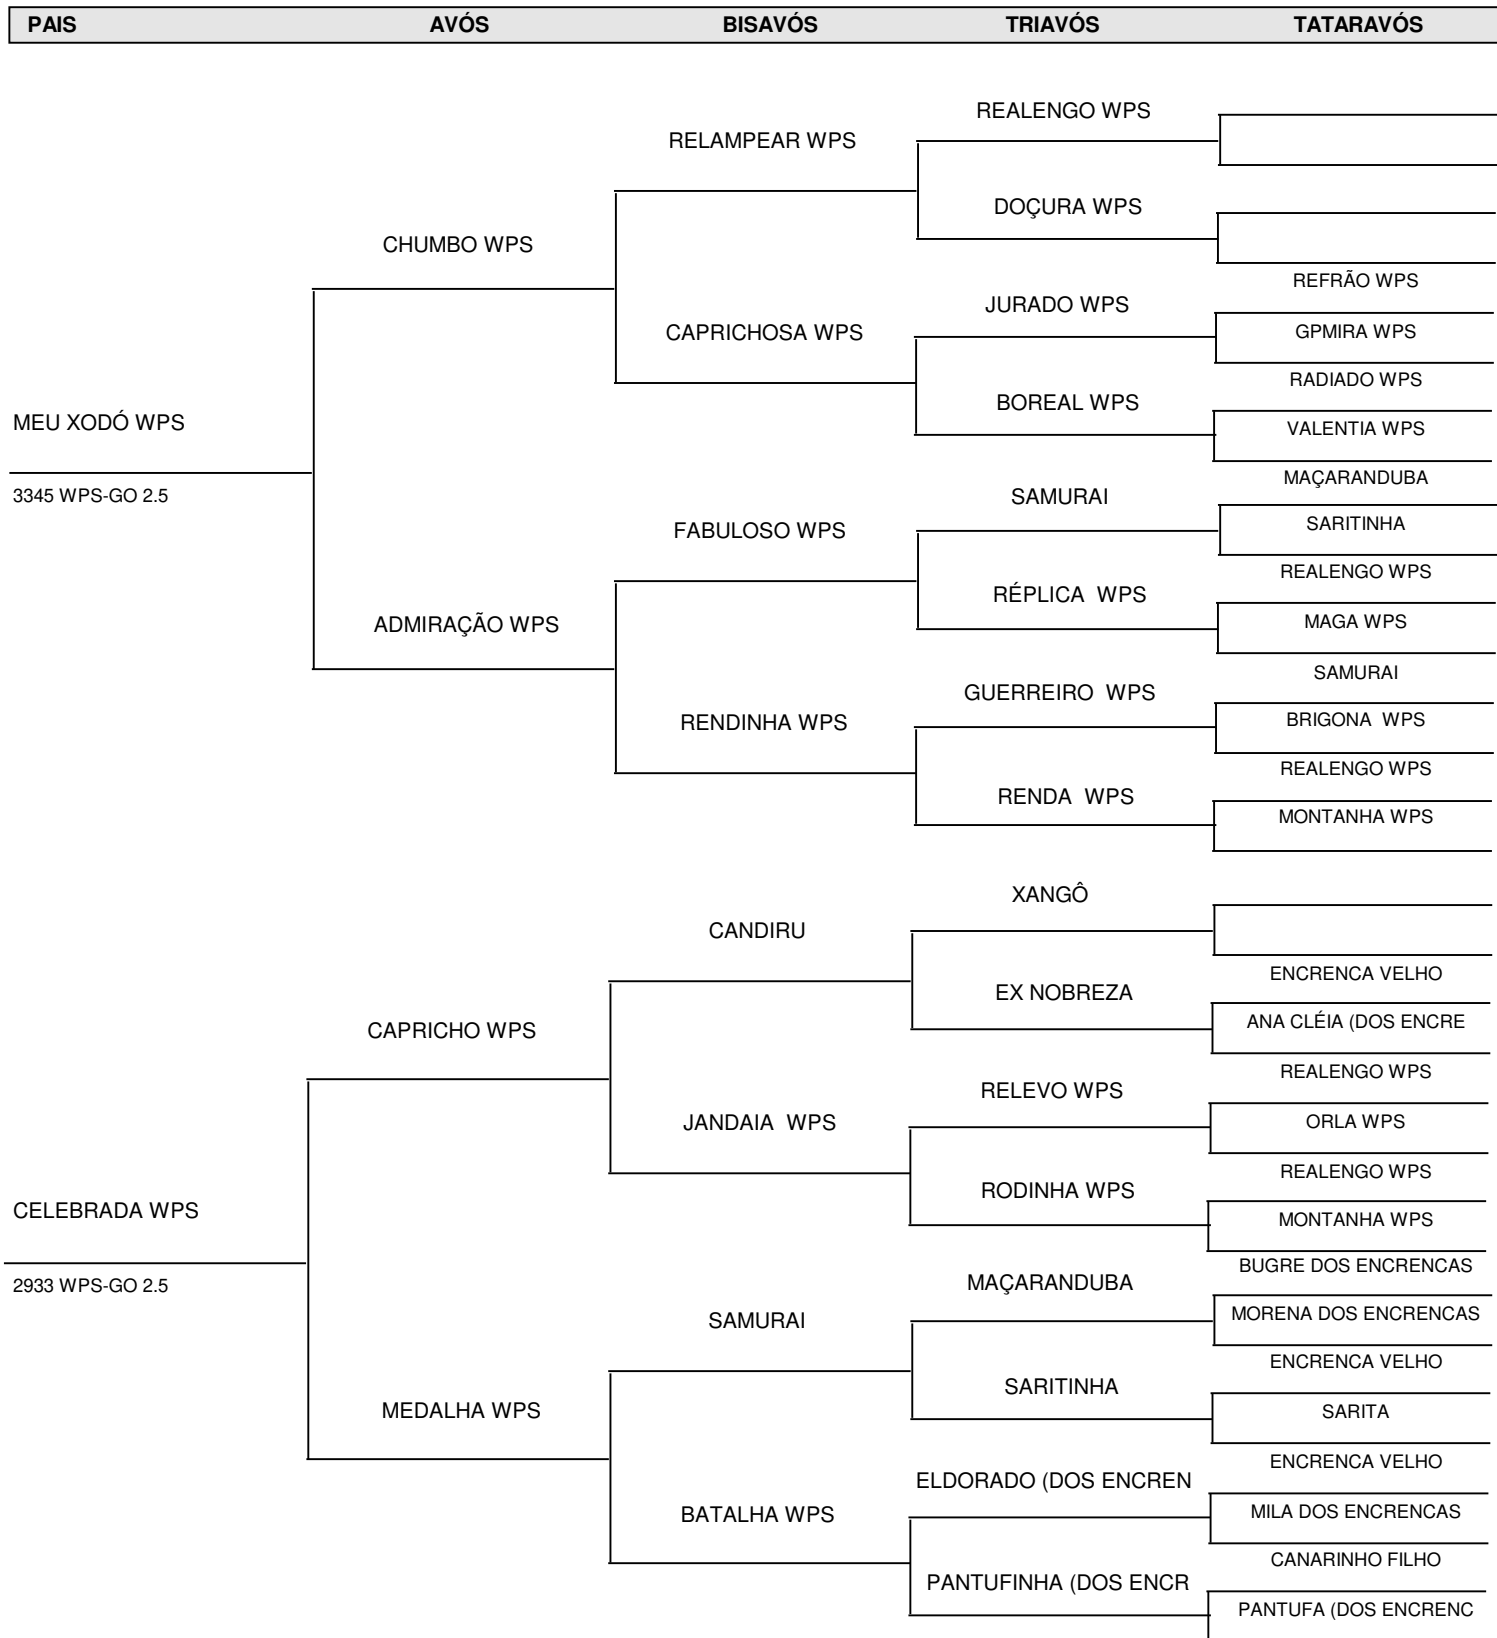 PAIS AVÓS BISAVÓS TRIAVÓS TATARAVÓS
REALENGO WPS
RELAMPEAR WPS
DOÇURA WPS
CHUMBO WPS
REFRÃO WPS
JURADO WPS
CAPRICHOSA WPS
GPMIRA WPS
RADIADO WPS
BOREAL WPS
MEU XODÓ WPS
VALENTIA WPS
MAÇARANDUBA
3345 WPS-GO 2.5
SAMURAI
FABULOSO WPS
SARITINHA
REALENGO WPS
RÉPLICA  WPS
ADMIRAÇÃO WPS
MAGA WPS
SAMURAI
GUERREIRO  WPS
RENDINHA WPS
BRIGONA  WPS
REALENGO WPS
RENDA  WPS
MONTANHA WPS
XANGÔ
CANDIRU
ENCRENCA VELHO
EX NOBREZA
CAPRICHO WPS
ANA CLÉIA (DOS ENCRE
REALENGO WPS
RELEVO WPS
JANDAIA  WPS
ORLA WPS
REALENGO WPS
RODINHA WPS
CELEBRADA WPS
MONTANHA WPS
BUGRE DOS ENCRENCAS
2933 WPS-GO 2.5
MAÇARANDUBA
SAMURAI
MORENA DOS ENCRENCAS
ENCRENCA VELHO
SARITINHA
MEDALHA WPS
SARITA
ENCRENCA VELHO
ELDORADO (DOS ENCREN
BATALHA WPS
MILA DOS ENCRENCAS
CANARINHO FILHO
PANTUFINHA (DOS ENCR
PANTUFA (DOS ENCRENC